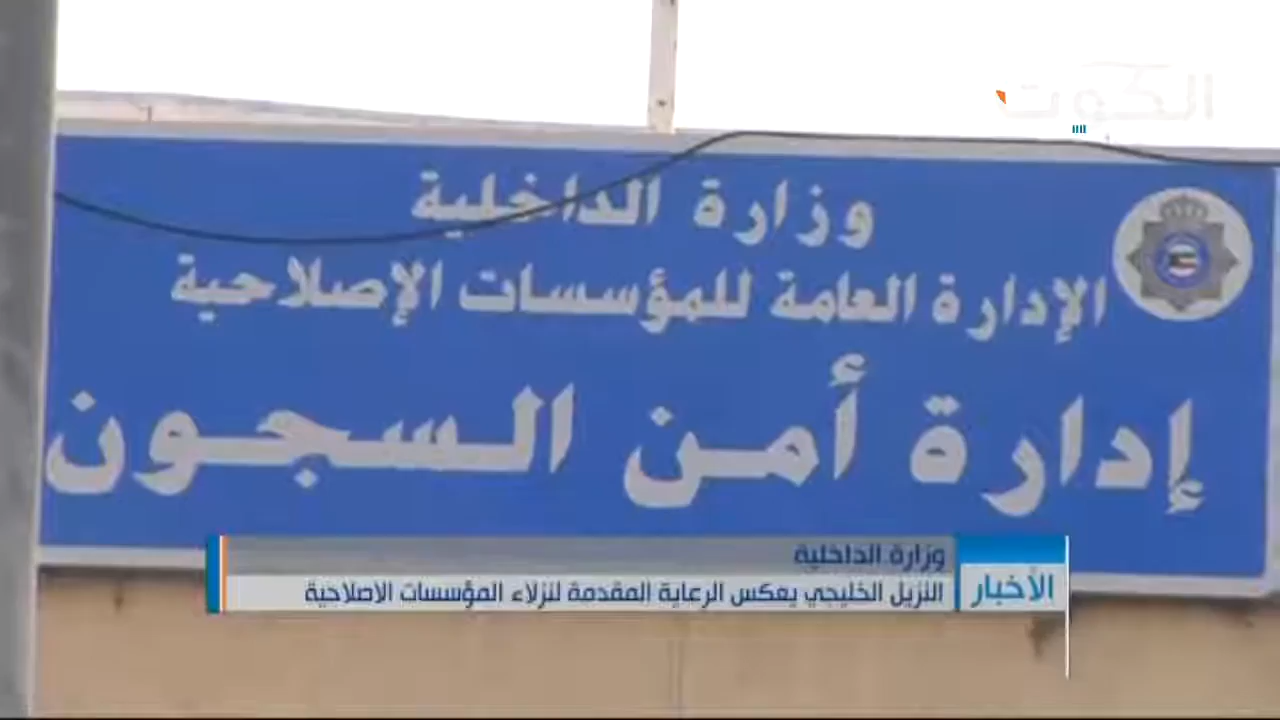 الكوت
وزارة الداخلية
الإدارة العامة للمؤسسات الإصلاحية
إدارة أمن السجون
الأخبار
وزارة الداخلية
النزيل الخليجي يعكس الرعاية المقدمة لنزلاء المؤسسات الاصلاحية